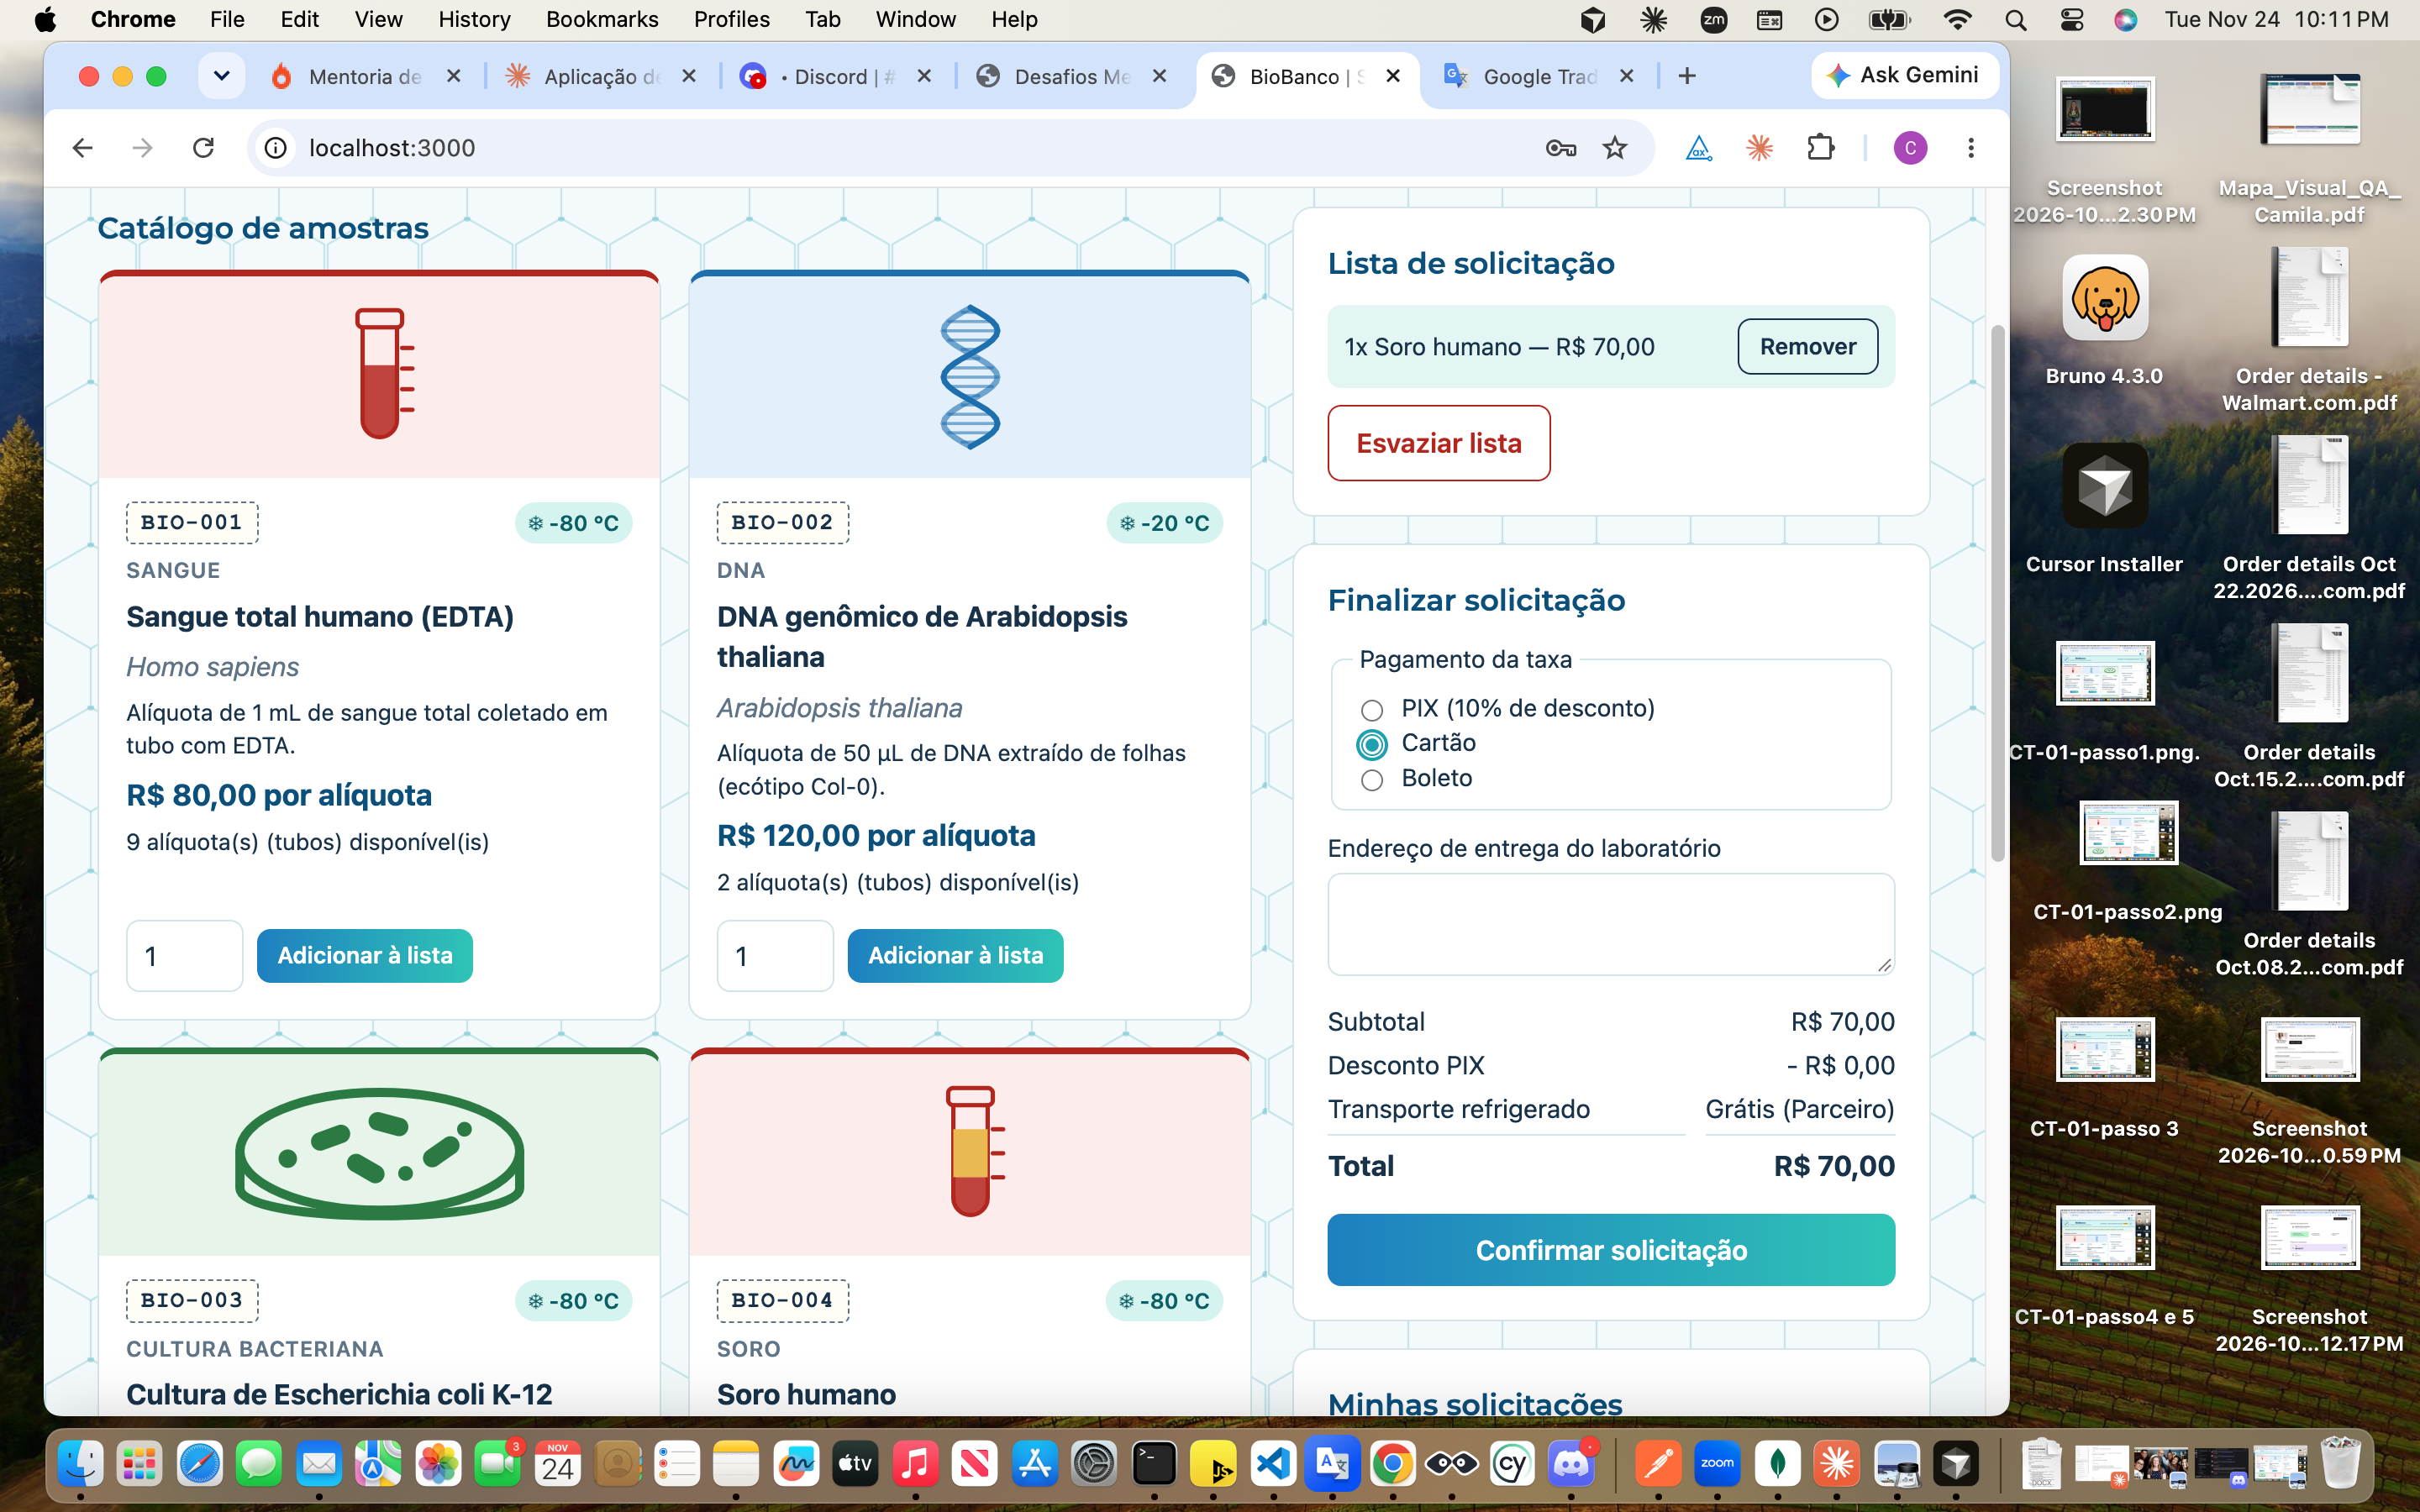 Chrome File Edit View History Bookmarks Profiles Tab Window Help
zm
Tue Nov 24 10:11 PM
Mentoria de
Aplicação de
• Discord | #
Desafios Me
BioBanco | S
Google Trad
Ask Gemini
localhost:3000
ax
C
Catálogo de amostras
BIO-001
❄ -80 °C
SANGUE
Sangue total humano (EDTA)
Homo sapiens
Alíquota de 1 mL de sangue total coletado em
tubo com EDTA.
R$ 80,00 por alíquota
9 alíquota(s) (tubos) disponível(is)
1
Adicionar à lista
BIO-002
❄ -20 °C
DNA
DNA genômico de Arabidopsis
thaliana
Arabidopsis thaliana
Alíquota de 50 µL de DNA extraído de folhas
(ecótipo Col-0).
R$ 120,00 por alíquota
2 alíquota(s) (tubos) disponível(is)
1
Adicionar à lista
BIO-003
❄ -80 °C
CULTURA BACTERIANA
Cultura de Escherichia coli K-12
BIO-004
❄ -80 °C
SORO
Soro humano
Lista de solicitação
1x Soro humano — R$ 70,00
Remover
Esvaziar lista
Finalizar solicitação
Pagamento da taxa
PIX (10% de desconto)
Cartão
Boleto
Endereço de entrega do laboratório
Subtotal R$ 70,00
Desconto PIX - R$ 0,00
Transporte refrigerado Grátis (Parceiro)
Total R$ 70,00
Confirmar solicitação
Minhas solicitações
Screenshot
2026-10...2.30 PM
Mapa_Visual_QA_
Camila.pdf
Bruno 4.3.0
Order details -
Walmart.com.pdf
Cursor Installer
Order details Oct
22.2026....com.pdf
CT-01-passo1.png.
Order details
Oct.15.2....com.pdf
CT-01-passo2.png
Order details
Oct.08.2...com.pdf
CT-01-passo 3
Screenshot
2026-10...0.59 PM
CT-01-passo4 e 5
Screenshot
2026-10...12.17 PM
3
NOV
24
tv
JS
cy
zoom
DOCX